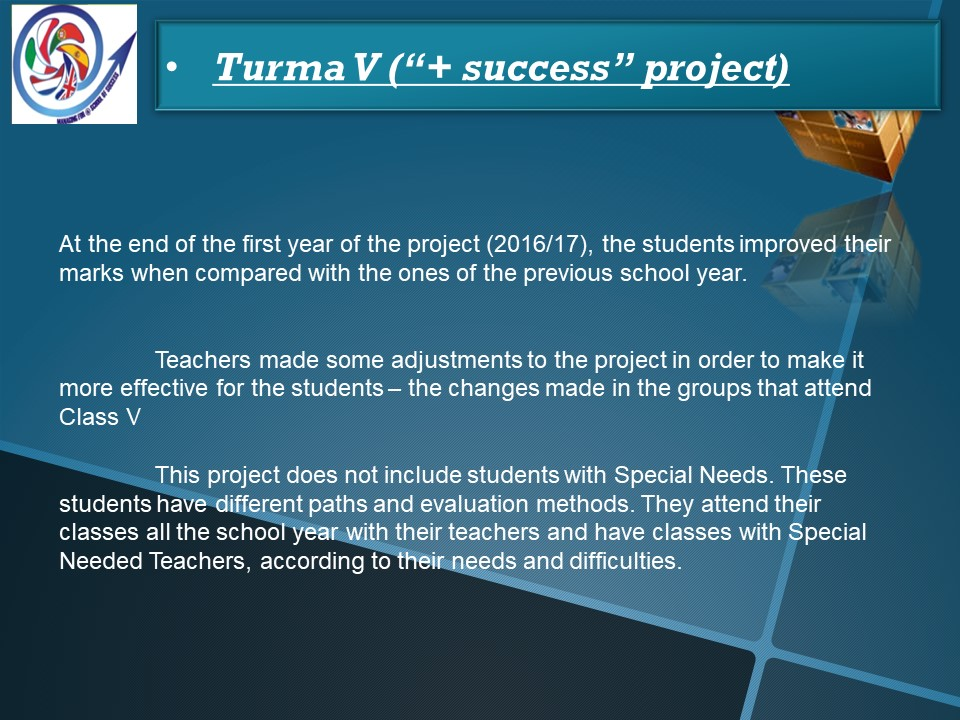 • Turma V (“+ success” project)
At the end of the first year of the project (2016/17), the students improved their
marks when compared with the ones of the previous school year.
Teachers made some adjustments to the project in order to make it
more effective for the students – the changes made in the groups that attend
Class V
This project does not include students with Special Needs. These
students have different paths and evaluation methods. They attend their
classes all the school year with their teachers and have classes with Special
Needed Teachers, according to their needs and difficulties.